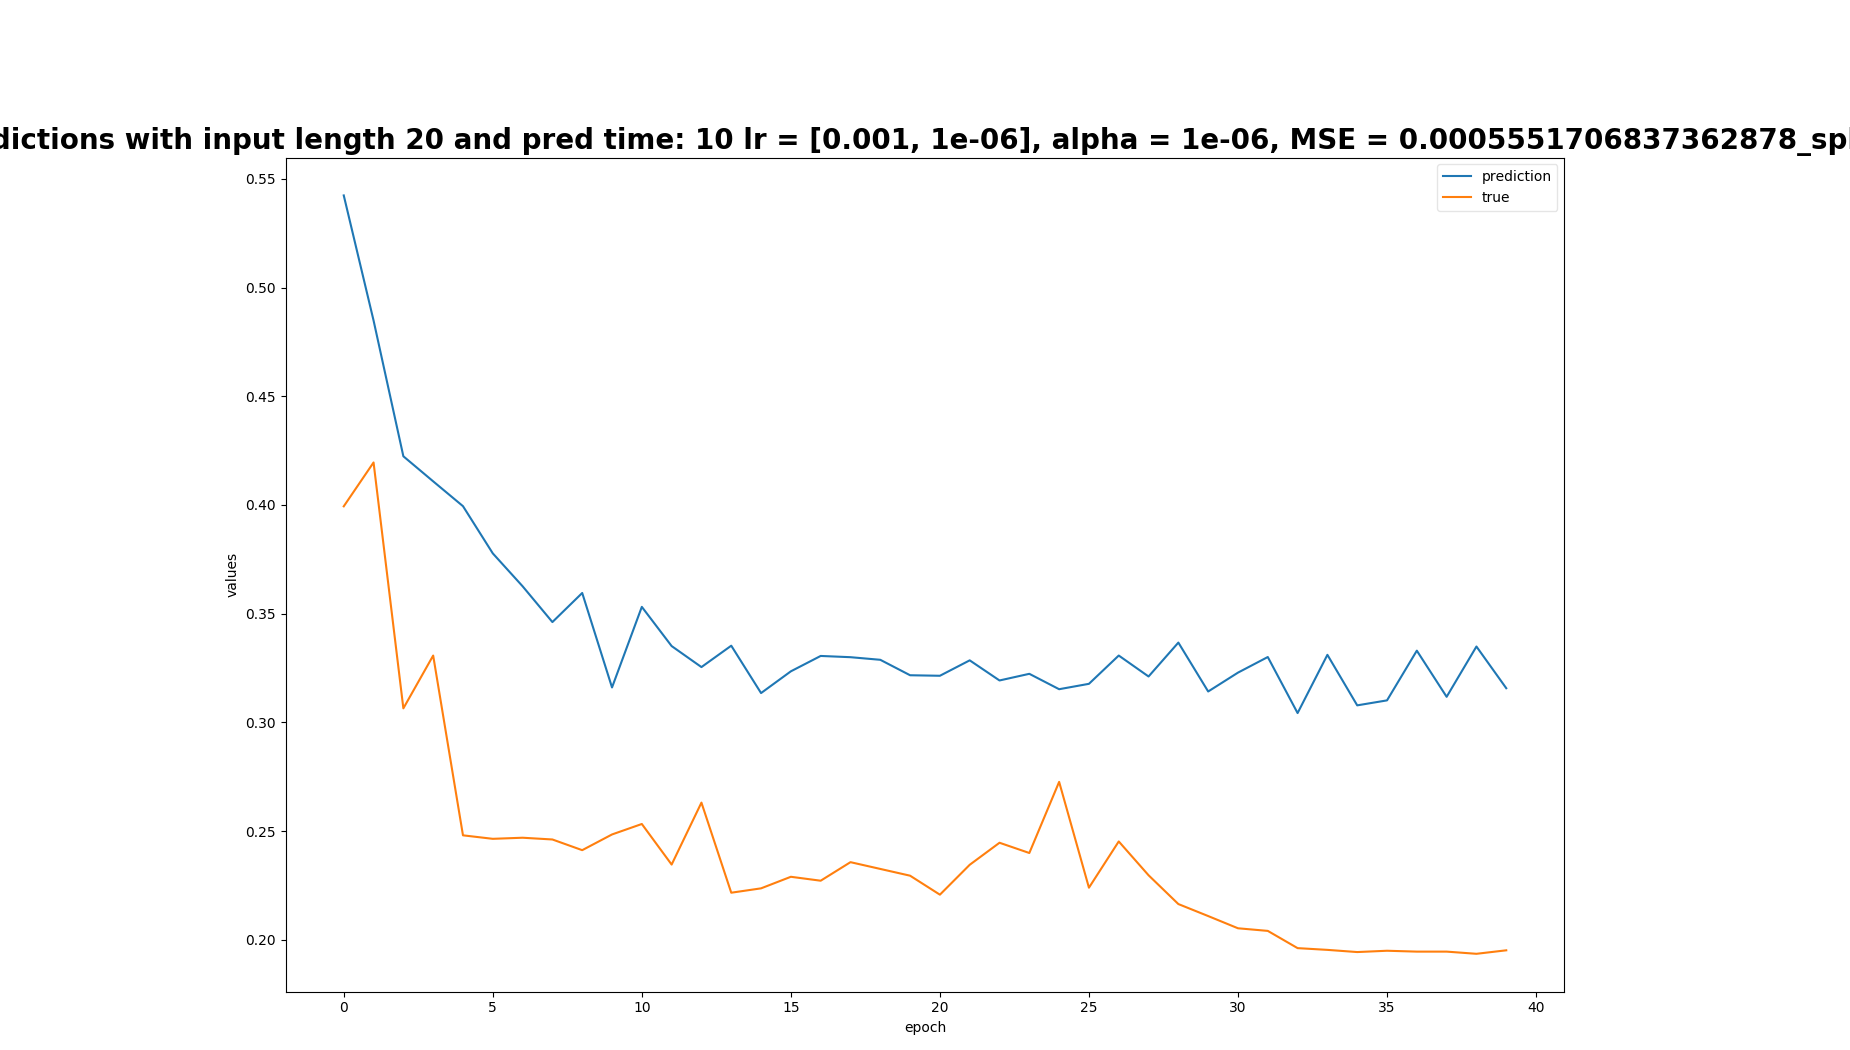 dictions with input length 20 and pred time: 10 lr = [0.001, 1e-06], alpha = 1e-06, MSE = 0.0005551706837362878_spl
prediction
true
0.55
0.50
0.45
0.40
0.35
0.30
0.25
0.20
values
0 5 10 15 20 25 30 35 40
epoch